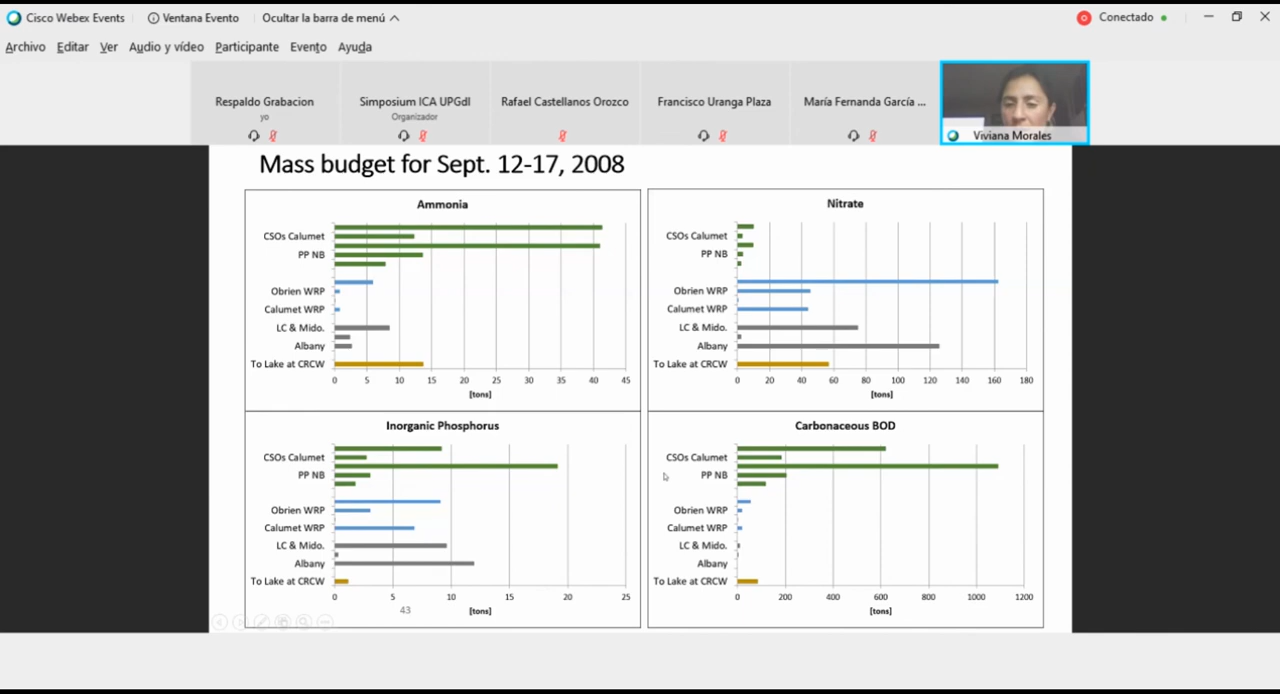 Cisco Webex Events
Ventana Evento
Ocultar la barra de menú
Conectado
Archivo Editar Ver Audio y vídeo Participante Evento Ayuda
Respaldo Grabacion
yo
Simposium ICA UPGdl
Organizador
Rafael Castellanos Orozco
Francisco Uranga Plaza
María Fernanda García ...
Viviana Morales
Mass budget for Sept. 12-17, 2008
Ammonia
CSOs Calumet
PP NB
Obrien WRP
Calumet WRP
LC & Mido.
Albany
To Lake at CRCW
0 5 10 15 20 25 30 35 40 45
[tons]
Nitrate
CSOs Calumet
PP NB
Obrien WRP
Calumet WRP
LC & Mido.
Albany
To Lake at CRCW
0 20 40 60 80 100 120 140 160 180
[tons]
Inorganic Phosphorus
CSOs Calumet
PP NB
Obrien WRP
Calumet WRP
LC & Mido.
Albany
To Lake at CRCW
0 5 10 15 20 25
43
[tons]
Carbonaceous BOD
CSOs Calumet
PP NB
Obrien WRP
Calumet WRP
LC & Mido.
Albany
To Lake at CRCW
0 200 400 600 800 1000 1200
[tons]